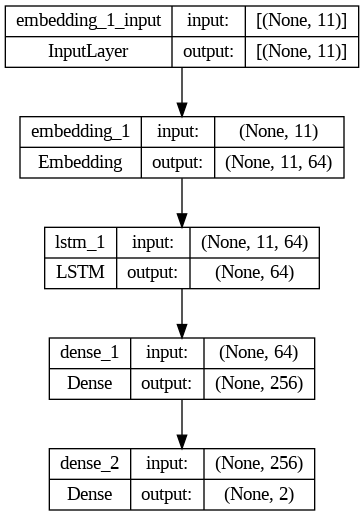 embedding_1_input input: [(None, 11)]
InputLayer output: [(None, 11)]
embedding_1 input: (None, 11)
Embedding output: (None, 11, 64)
lstm_1 input: (None, 11, 64)
LSTM output: (None, 64)
dense_1 input: (None, 64)
Dense output: (None, 256)
dense_2 input: (None, 256)
Dense output: (None, 2)